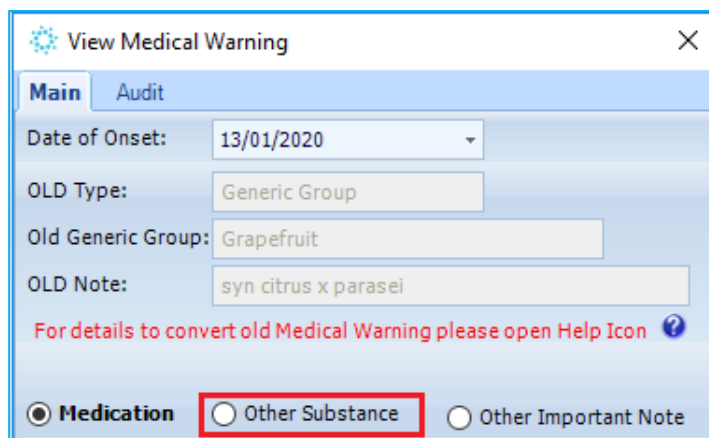 View Medical Warning
Main Audit
Date of Onset: 13/01/2020
OLD Type: Generic Group
Old Generic Group: Grapefruit
OLD Note: syn citrus x parasei
For details to convert old Medical Warning please open Help Icon ?
Medication Other Substance Other Important Note